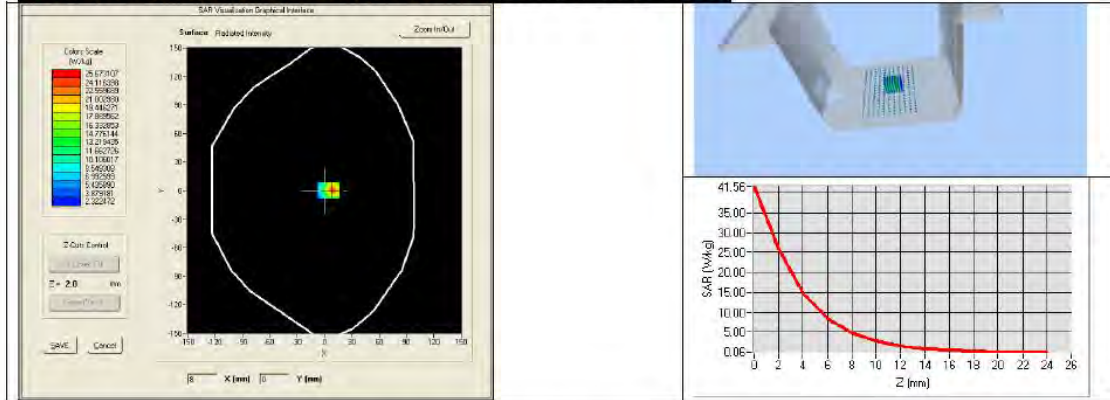 SAR Visualisation Graphical Interface
Surface Radiated Intensity
Zoom In/Out
Colors Scale
(W/kg)
25.673107
24.116398
22.559689
21.002980
19.446271
17.889562
16.332853
14.776144
13.219435
11.662726
10.106017
8.549308
6.992599
5.435890
3.879181
2.322472
150
120
90
60
30
0
-30
-60
-90
-120
-150
Y
-150 -120 -90 -60 -30 0 30 60 90 120 150
X
Z Cuts Control
Z = 2.0 mm
SAVE
Cancel
8 X (mm) 0 Y (mm)
41.56
35.00
30.00
25.00
20.00
15.00
10.00
5.00
0.06
SAR (W/kg)
0 2 4 6 8 10 12 14 16 18 20 22 24 26
Z (mm)